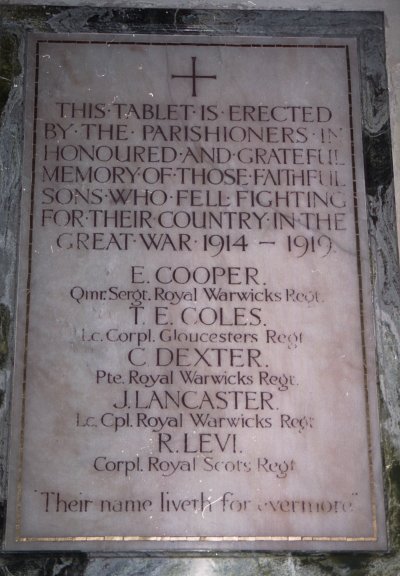 THIS·TABLET·IS·ERECTED
BY·THE·PARISHIONERS·IN
HONOURED·AND·GRATEFUL
MEMORY·OF·THOSE·FAITHFUL
SONS·WHO·FELL·FIGHTING
FOR·THEIR·COUNTRY·IN·THE
GREAT·WAR·1914 – 1919.
E. COOPER.
Qmr. Sergt. Royal Warwicks Regt.
T. E. COLES.
Lc. Corpl. Gloucesters Regt
C. DEXTER.
Pte. Royal Warwicks Regt.
J. LANCASTER.
Lc. Cpl. Royal Warwicks Regt
R. LEVI.
Corpl. Royal Scots Regt
"Their name liveth for evermore"